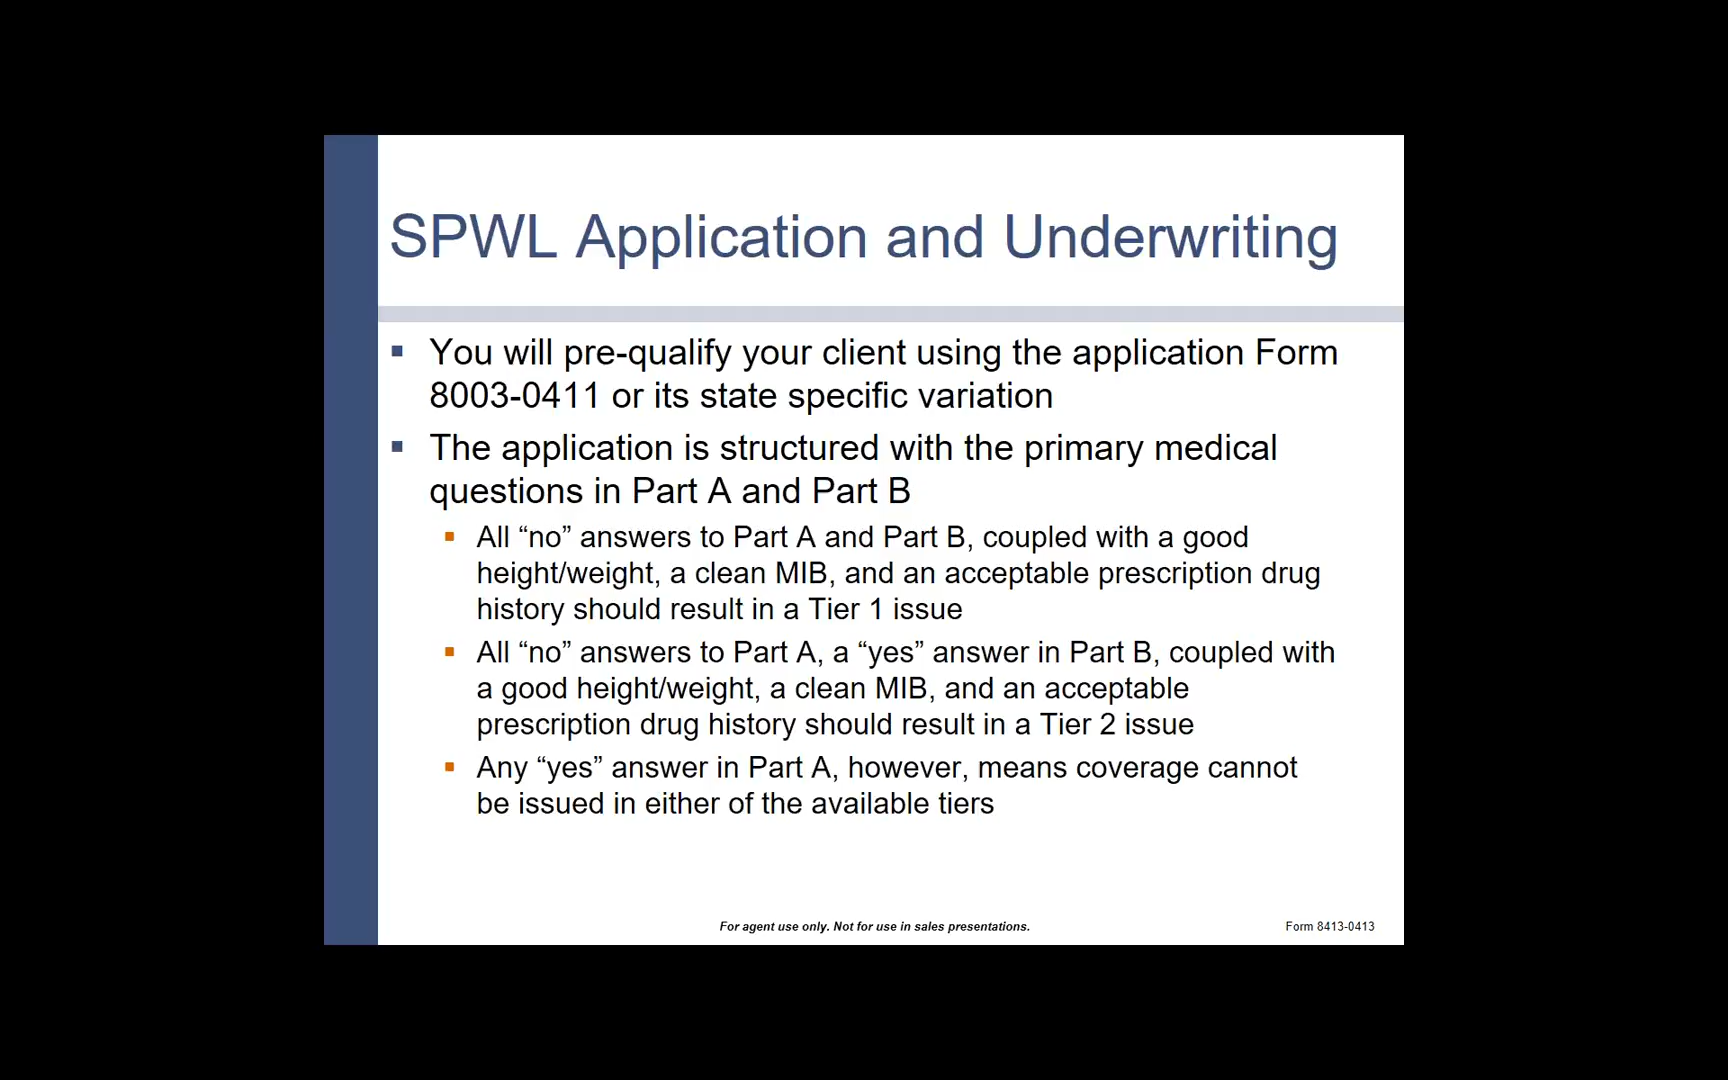 SPWL Application and Underwriting
▪ You will pre-qualify your client using the application Form
8003-0411 or its state specific variation
▪ The application is structured with the primary medical
questions in Part A and Part B
▪ All “no” answers to Part A and Part B, coupled with a good
height/weight, a clean MIB, and an acceptable prescription drug
history should result in a Tier 1 issue
▪ All “no” answers to Part A, a “yes” answer in Part B, coupled with
a good height/weight, a clean MIB, and an acceptable
prescription drug history should result in a Tier 2 issue
▪ Any “yes” answer in Part A, however, means coverage cannot
be issued in either of the available tiers
For agent use only. Not for use in sales presentations.
Form 8413-0413